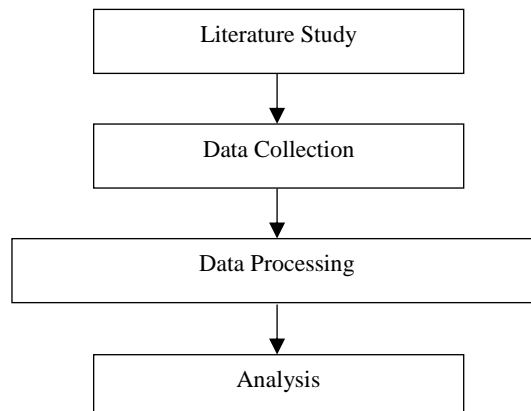 Literature Study
Data Collection
Data Processing
Analysis